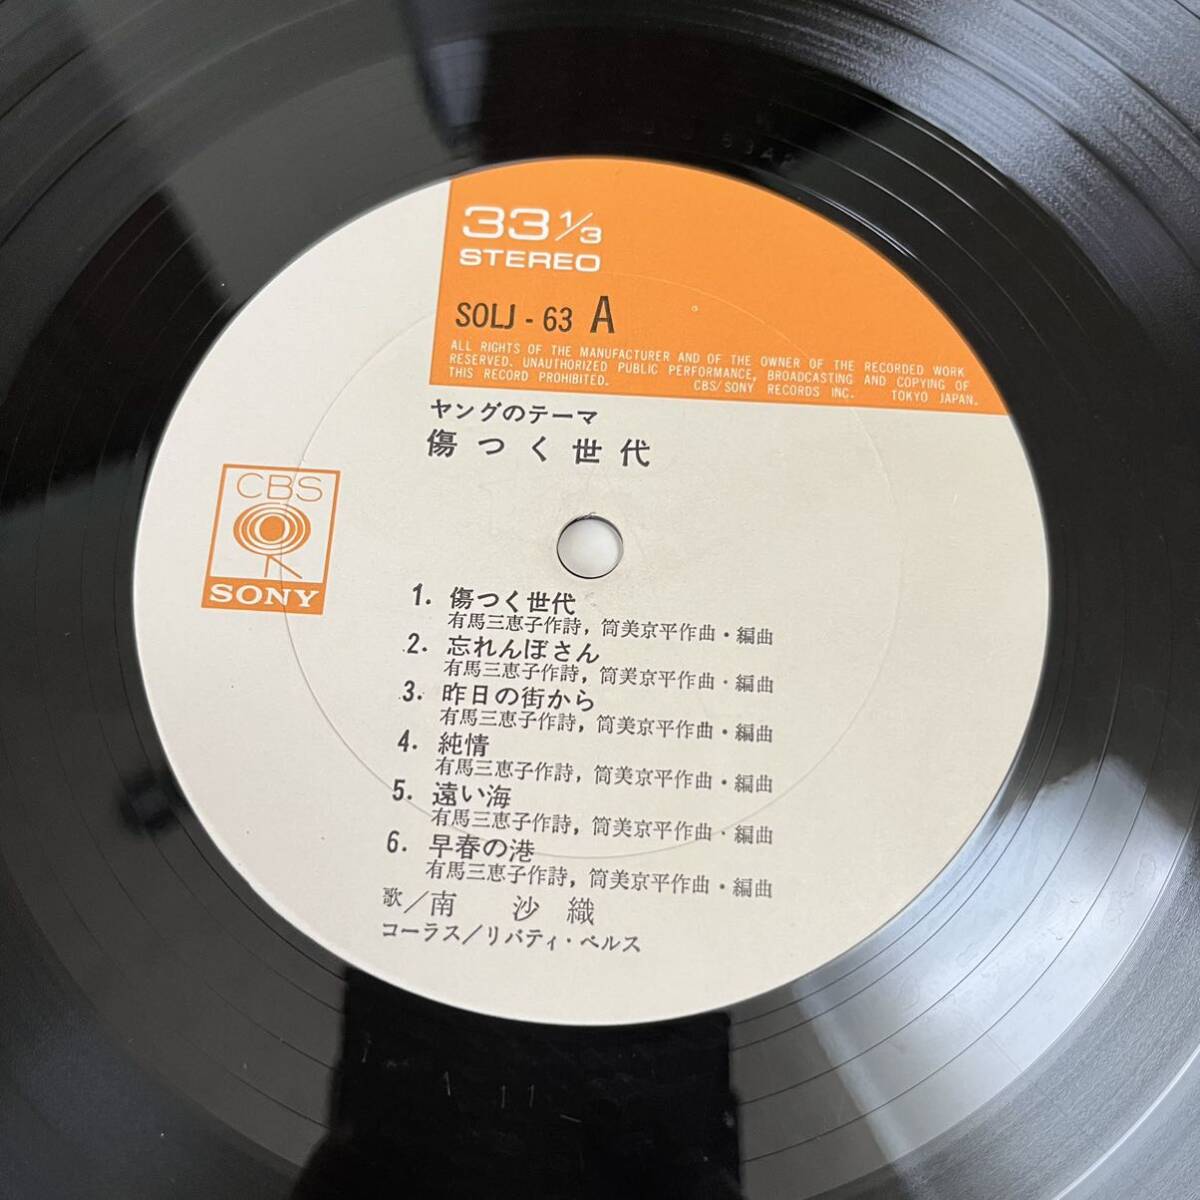 33 1/3
STEREO
SOLJ - 63 A
ALL RIGHTS OF THE MANUFACTURER AND OF THE OWNER OF THE RECORDED WORK
RESERVED. UNAUTHORIZED PUBLIC PERFORMANCE, BROADCASTING AND COPYING OF
THIS RECORD PROHIBITED. CBS/SONY RECORDS INC. TOKYO JAPAN.
ヤングのテーマ
傷つく世代
CBS
SONY
1. 傷つく世代
有馬三恵子作詩，筒美京平作曲・編曲
2. 忘れんぼさん
有馬三恵子作詩，筒美京平作曲・編曲
3. 昨日の街から
有馬三恵子作詩，筒美京平作曲・編曲
4. 純情
有馬三恵子作詩，筒美京平作曲・編曲
5. 遠い海
有馬三恵子作詩，筒美京平作曲・編曲
6. 早春の港
有馬三恵子作詩，筒美京平作曲・編曲
歌／南 沙織
コーラス／リバティ・ベルス